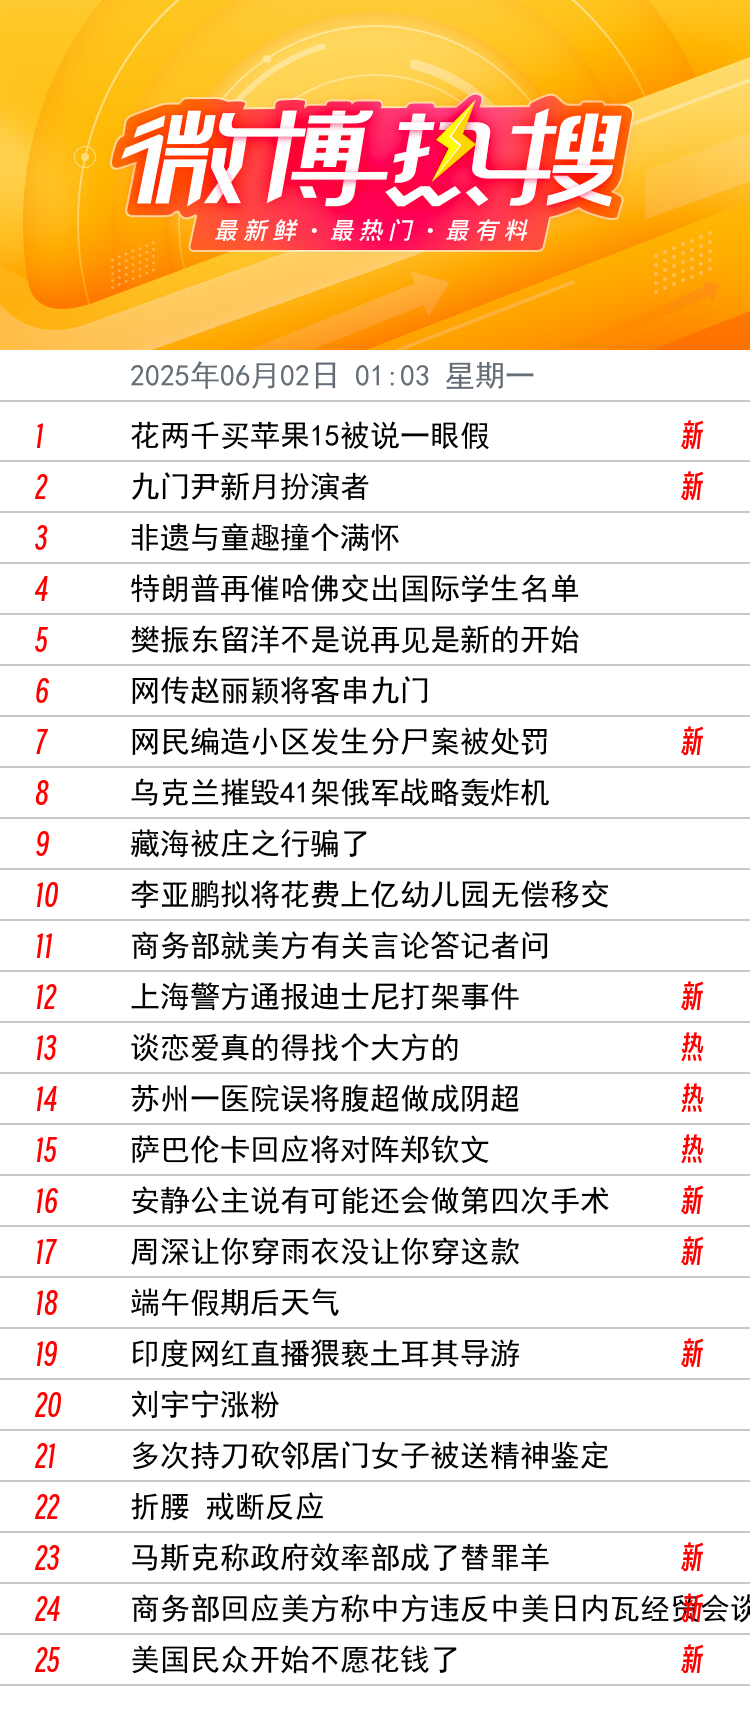 微博热搜
最新鲜·最热门·最有料
2025年06月02日 01:03 星期一
1 花两千买苹果15被说一眼假 新
2 九门尹新月扮演者 新
3 非遗与童趣撞个满怀
4 特朗普再催哈佛交出国际学生名单
5 樊振东留洋不是说再见是新的开始
6 网传赵丽颖将客串九门
7 网民编造小区发生分尸案被处罚 新
8 乌克兰摧毁41架俄军战略轰炸机
9 藏海被庄之行骗了
10 李亚鹏拟将花费上亿幼儿园无偿移交
11 商务部就美方有关言论答记者问
12 上海警方通报迪士尼打架事件 新
13 谈恋爱真的得找个大方的 热
14 苏州一医院误将腹超做成阴超 热
15 萨巴伦卡回应将对阵郑钦文 热
16 安静公主说有可能还会做第四次手术 新
17 周深让你穿雨衣没让你穿这款 新
18 端午假期后天气
19 印度网红直播猥亵土耳其导游 新
20 刘宇宁涨粉
21 多次持刀砍邻居门女子被送精神鉴定
22 折腰 戒断反应
23 马斯克称政府效率部成了替罪羊 新
24 商务部回应美方称中方违反中美日内瓦经贸会谈 新
25 美国民众开始不愿花钱了 新